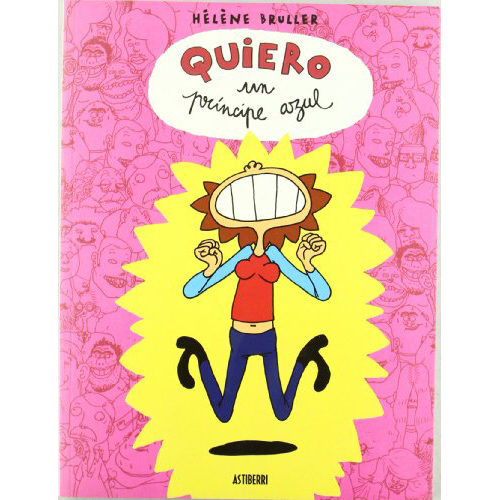 HÉLÈNE BRULLER
QUiERO
un
príncipe azul
ASTIBERRI